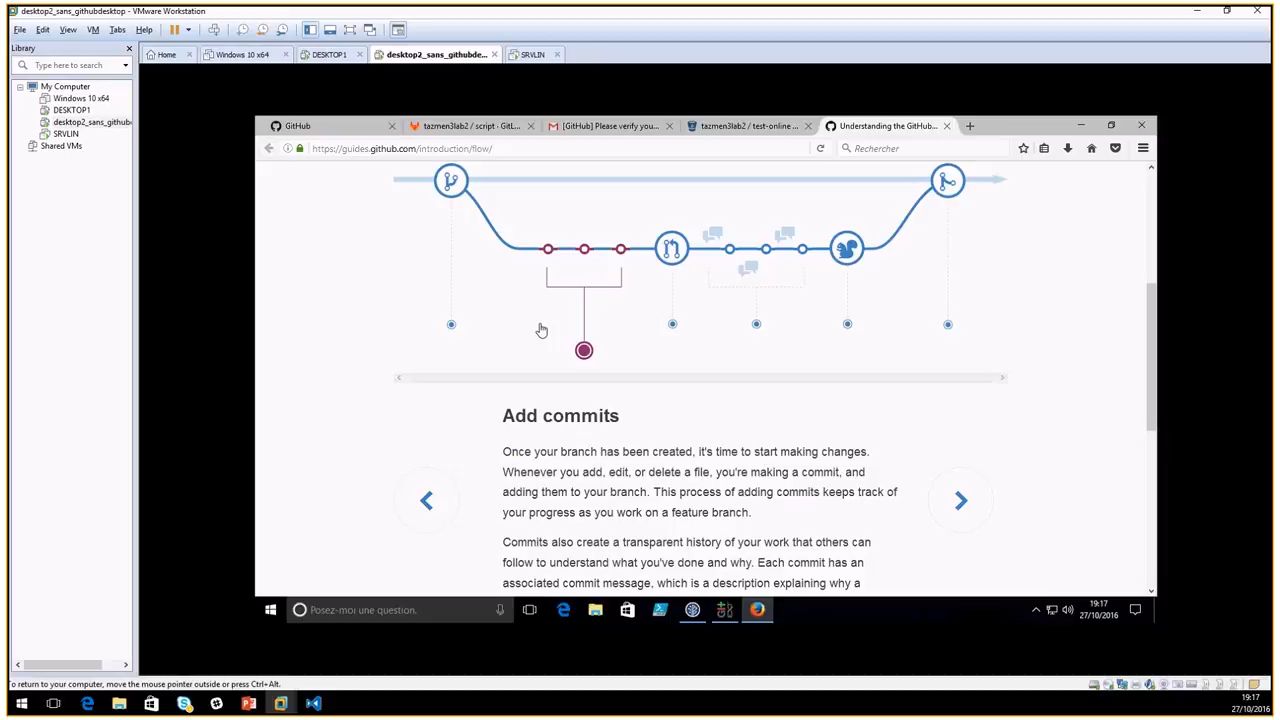 desktop2_sans_githubdesktop - VMware Workstation
File Edit View VM Tabs Help
Library
Type here to search
My Computer
Windows 10 x64
DESKTOP1
desktop2_sans_githubd
SRVLIN
Shared VMs
Home Windows 10 x64 DESKTOP1 desktop2_sans_githubde... SRVLIN
GitHub tazmen3lab2 / script - GitL... [GitHub] Please verify you... tazmen3lab2 / test-online ... Understanding the GitHub...
https://guides.github.com/introduction/flow/ Rechercher
Add commits
Once your branch has been created, it's time to start making changes.
Whenever you add, edit, or delete a file, you're making a commit, and
adding them to your branch. This process of adding commits keeps track of
your progress as you work on a feature branch.
Commits also create a transparent history of your work that others can
follow to understand what you've done and why. Each commit has an
associated commit message, which is a description explaining why a
Posez-moi une question.
19:17
27/10/2016
To return to your computer, move the mouse pointer outside or press Ctrl+Alt.
19:17
27/10/2016